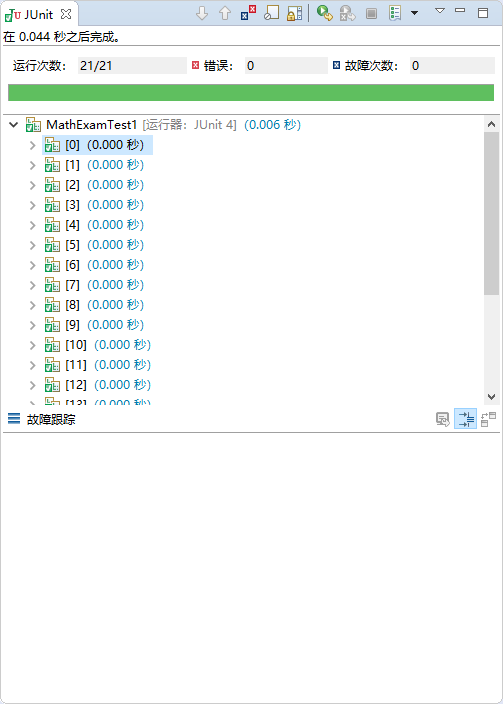 JUnit
在 0.044 秒之后完成。
运行次数： 21/21 错误： 0 故障次数： 0
MathExamTest1 [运行器：JUnit 4] (0.006 秒)
[0] (0.000 秒)
[1] (0.000 秒)
[2] (0.000 秒)
[3] (0.000 秒)
[4] (0.000 秒)
[5] (0.000 秒)
[6] (0.000 秒)
[7] (0.000 秒)
[8] (0.000 秒)
[9] (0.000 秒)
[10] (0.000 秒)
[11] (0.000 秒)
[12] (0.000 秒)
[13] (0.000 秒)
故障跟踪